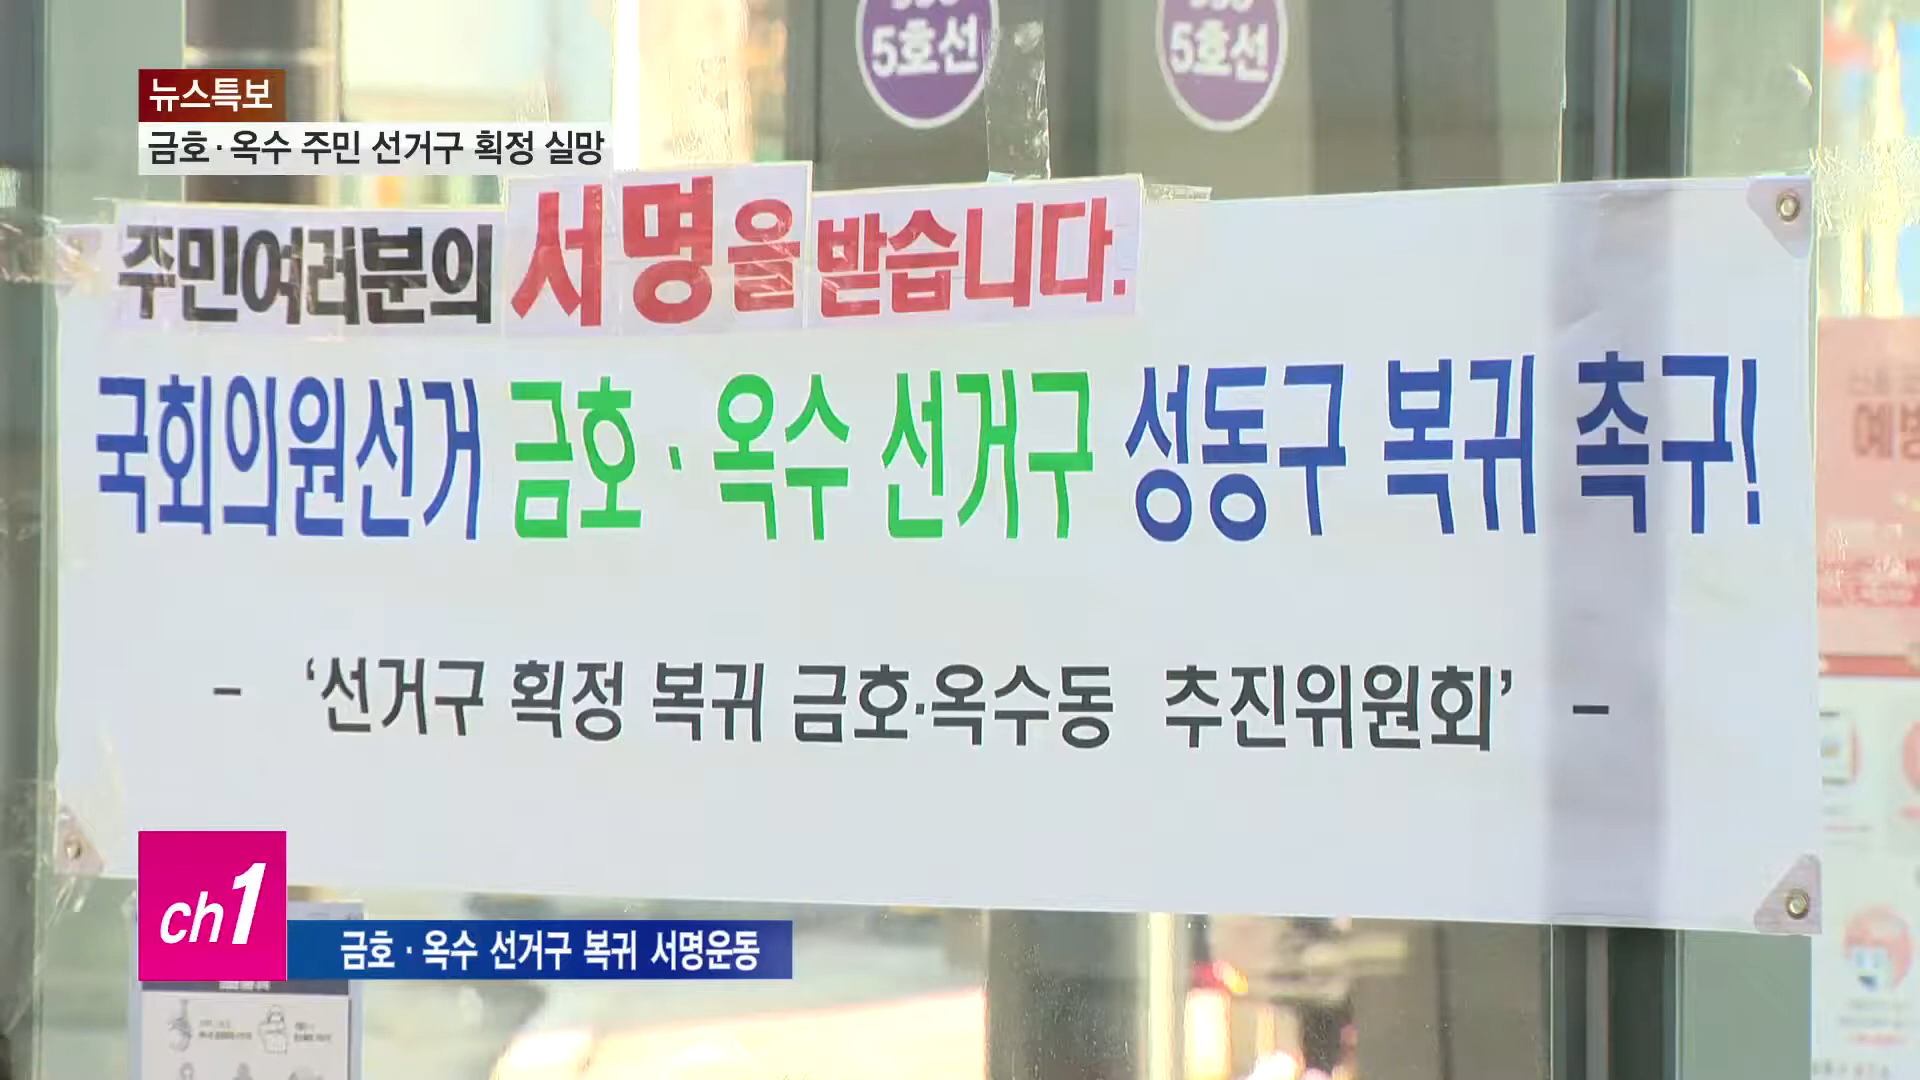 5호선
5호선
뉴스특보
금호·옥수 주민 선거구 획정 실망
주민여러분의 서명을 받습니다.
국회의원선거 금호·옥수 선거구 성동구 복귀 촉구!
- ‘선거구 획정 복귀 금호·옥수동 추진위원회’ -
ch1
금호·옥수 선거구 복귀 서명운동